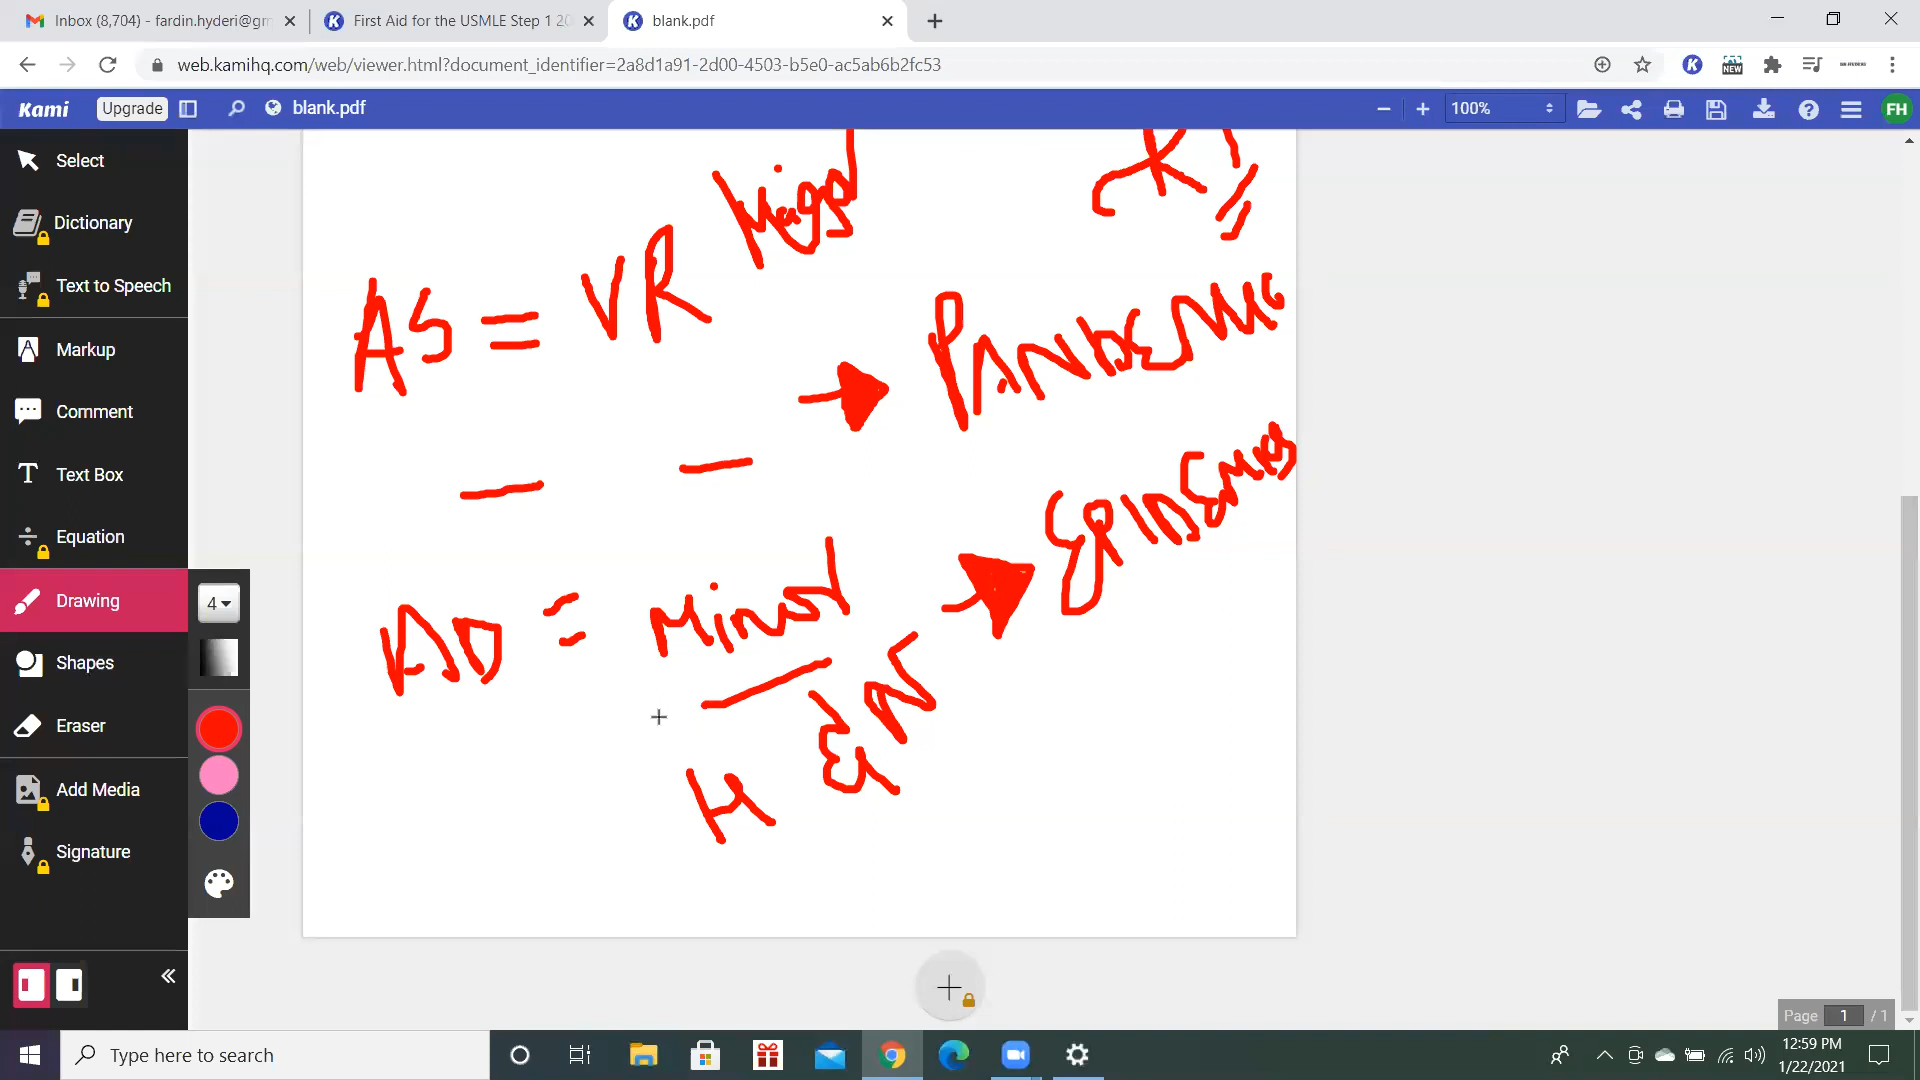 Inbox (8,704) - fardin.hyderi@gm
First Aid for the USMLE Step 1 20
blank.pdf
web.kamihq.com/web/viewer.html?document_identifier=2a8d1a91-2d00-4503-b5e0-ac5ab6b2fc53
NEW
Kami
Upgrade
blank.pdf
100%
FH
Select
Dictionary
Text to Speech
Markup
Comment
Text Box
Equation
Drawing
4
Shapes
Eraser
Add Media
Signature
AS = VR
PANDEMIC
AD = Minor
EPIDEMICS
H & N
Page 1 / 1
Type here to search
12:59 PM
1/22/2021